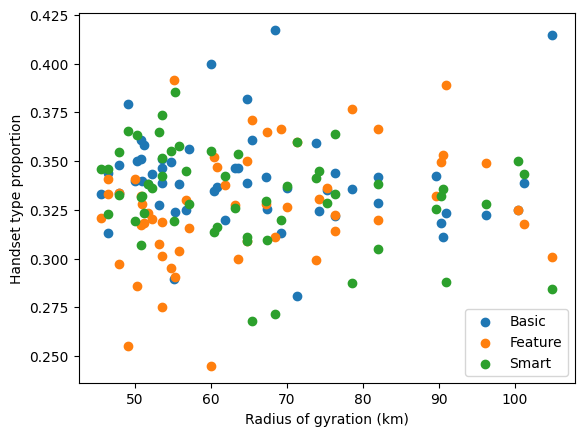 0.425
0.400
0.375
0.350
0.325
0.300
0.275
0.250
Handset type proportion
50 60 70 80 90 100
Radius of gyration (km)
Basic
Feature
Smart